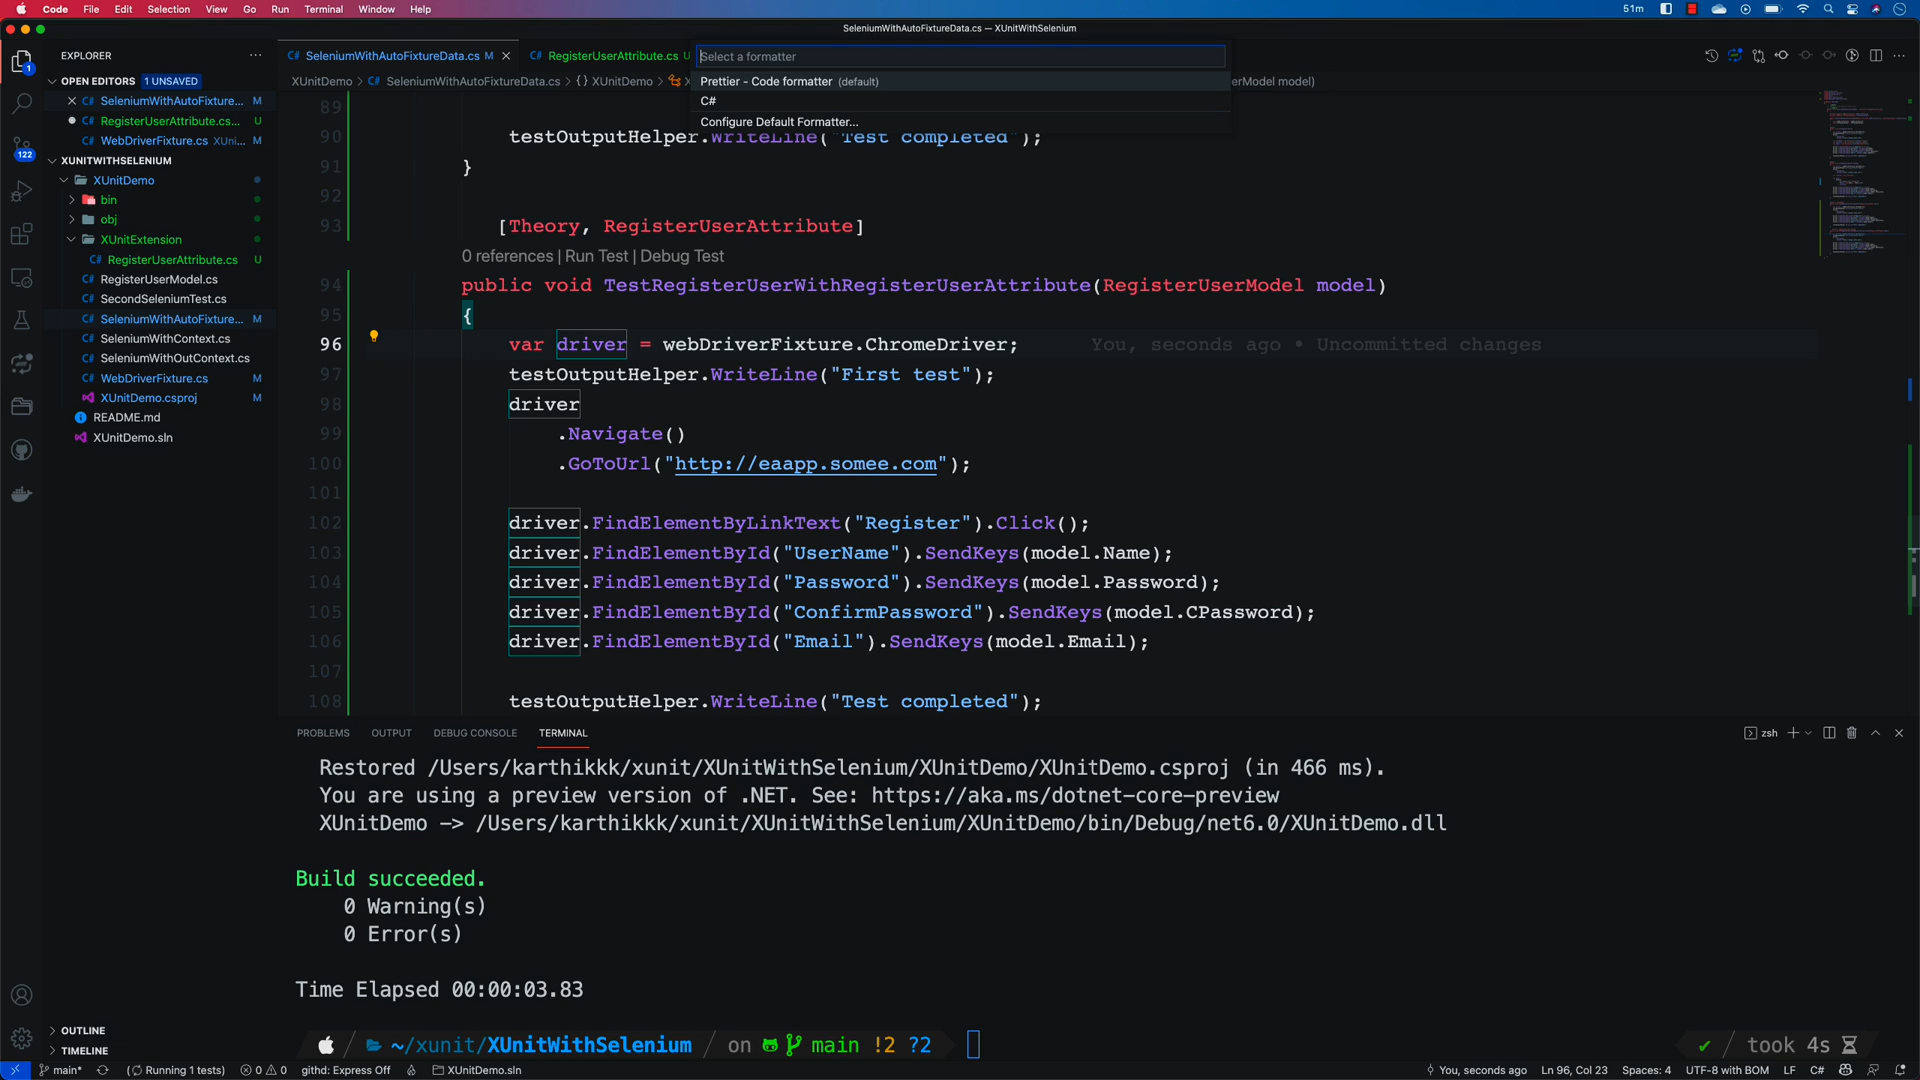 Code File Edit Selection View Go Run Terminal Window Help 51m
SeleniumWithAutoFixtureData.cs — XUnitWithSelenium
EXPLORER
OPEN EDITORS 1 UNSAVED
SeleniumWithAutoFixture... M
RegisterUserAttribute.cs... U
WebDriverFixture.cs XUni... M
XUNITWITHSELENIUM
XUnitDemo
bin
obj
XUnitExtension
RegisterUserAttribute.cs U
RegisterUserModel.cs
SecondSeleniumTest.cs
SeleniumWithAutoFixture... M
SeleniumWithContext.cs
SeleniumWithOutContext.cs
WebDriverFixture.cs M
XUnitDemo.csproj M
README.md
XUnitDemo.sln
OUTLINE
TIMELINE
1
122
SeleniumWithAutoFixtureData.cs M
RegisterUserAttribute.cs U
Select a formatter
Prettier - Code formatter (default)
C#
Configure Default Formatter...
XUnitDemo > SeleniumWithAutoFixtureData.cs > {} XUnitDemo > erModel model)
89
90 testOutputHelper.WriteLine("Test completed");
91 }
92
93 [Theory, RegisterUserAttribute]
0 references | Run Test | Debug Test
94 public void TestRegisterUserWithRegisterUserAttribute(RegisterUserModel model)
95 {
96 var driver = webDriverFixture.ChromeDriver; You, seconds ago • Uncommitted changes
97 testOutputHelper.WriteLine("First test");
98 driver
99 .Navigate()
100 .GoToUrl("http://eaapp.somee.com");
101
102 driver.FindElementByLinkText("Register").Click();
103 driver.FindElementById("UserName").SendKeys(model.Name);
104 driver.FindElementById("Password").SendKeys(model.Password);
105 driver.FindElementById("ConfirmPassword").SendKeys(model.CPassword);
106 driver.FindElementById("Email").SendKeys(model.Email);
107
108 testOutputHelper.WriteLine("Test completed");
PROBLEMS OUTPUT DEBUG CONSOLE TERMINAL zsh
Restored /Users/karthikkk/xunit/XUnitWithSelenium/XUnitDemo/XUnitDemo.csproj (in 466 ms).
You are using a preview version of .NET. See: https://aka.ms/dotnet-core-preview
XUnitDemo -> /Users/karthikkk/xunit/XUnitWithSelenium/XUnitDemo/bin/Debug/net6.0/XUnitDemo.dll
Build succeeded.
0 Warning(s)
0 Error(s)
Time Elapsed 00:00:03.83
~/xunit/XUnitWithSelenium on main !2 ?2 took 4s
main* (Running 1 tests) 0 0 githd: Express Off XUnitDemo.sln You, seconds ago Ln 96, Col 23 Spaces: 4 UTF-8 with BOM LF C#